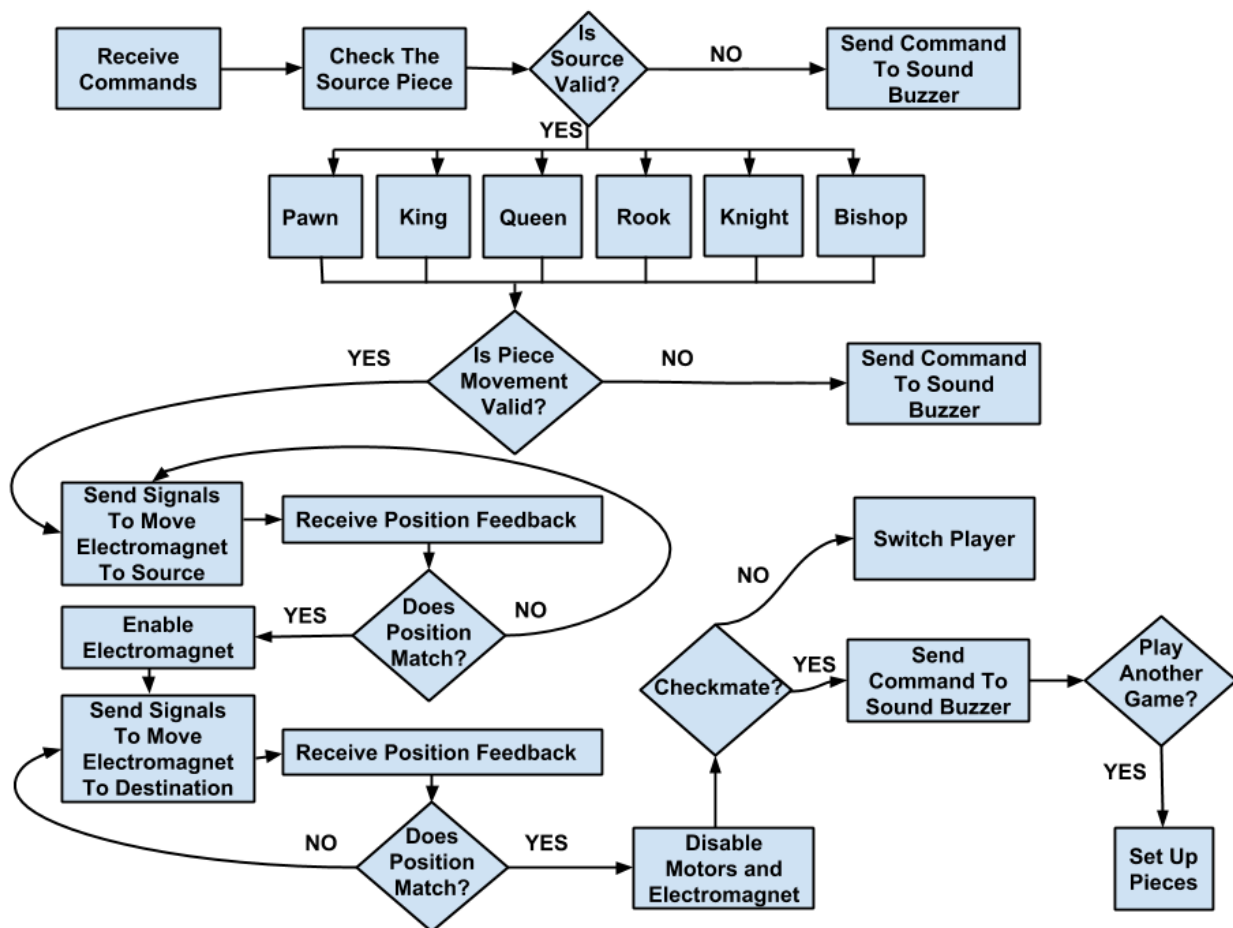 Receive
Commands
Check The
Source Piece
Is
Source
Valid?
NO
Send Command
To Sound
Buzzer
YES
Pawn
King
Queen
Rook
Knight
Bishop
YES
Is Piece
Movement
Valid?
NO
Send Command
To Sound
Buzzer
Send Signals
To Move
Electromagnet
To Source
Receive Position Feedback
Does
Position
Match?
NO
YES
Enable
Electromagnet
Send Signals
To Move
Electromagnet
To Destination
Receive Position Feedback
Does
Position
Match?
NO
YES
Disable
Motors and
Electromagnet
Checkmate?
NO
Switch Player
YES
Send
Command To
Sound Buzzer
Play
Another
Game?
YES
Set Up
Pieces